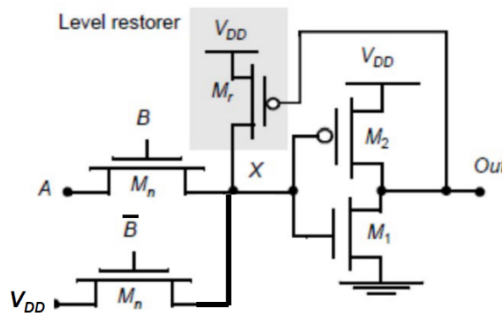 Level restorer
V_DD
V_DD
M_r
B
M_2
A
M_n
X
Out
M_1
B̅
V_DD
M_n